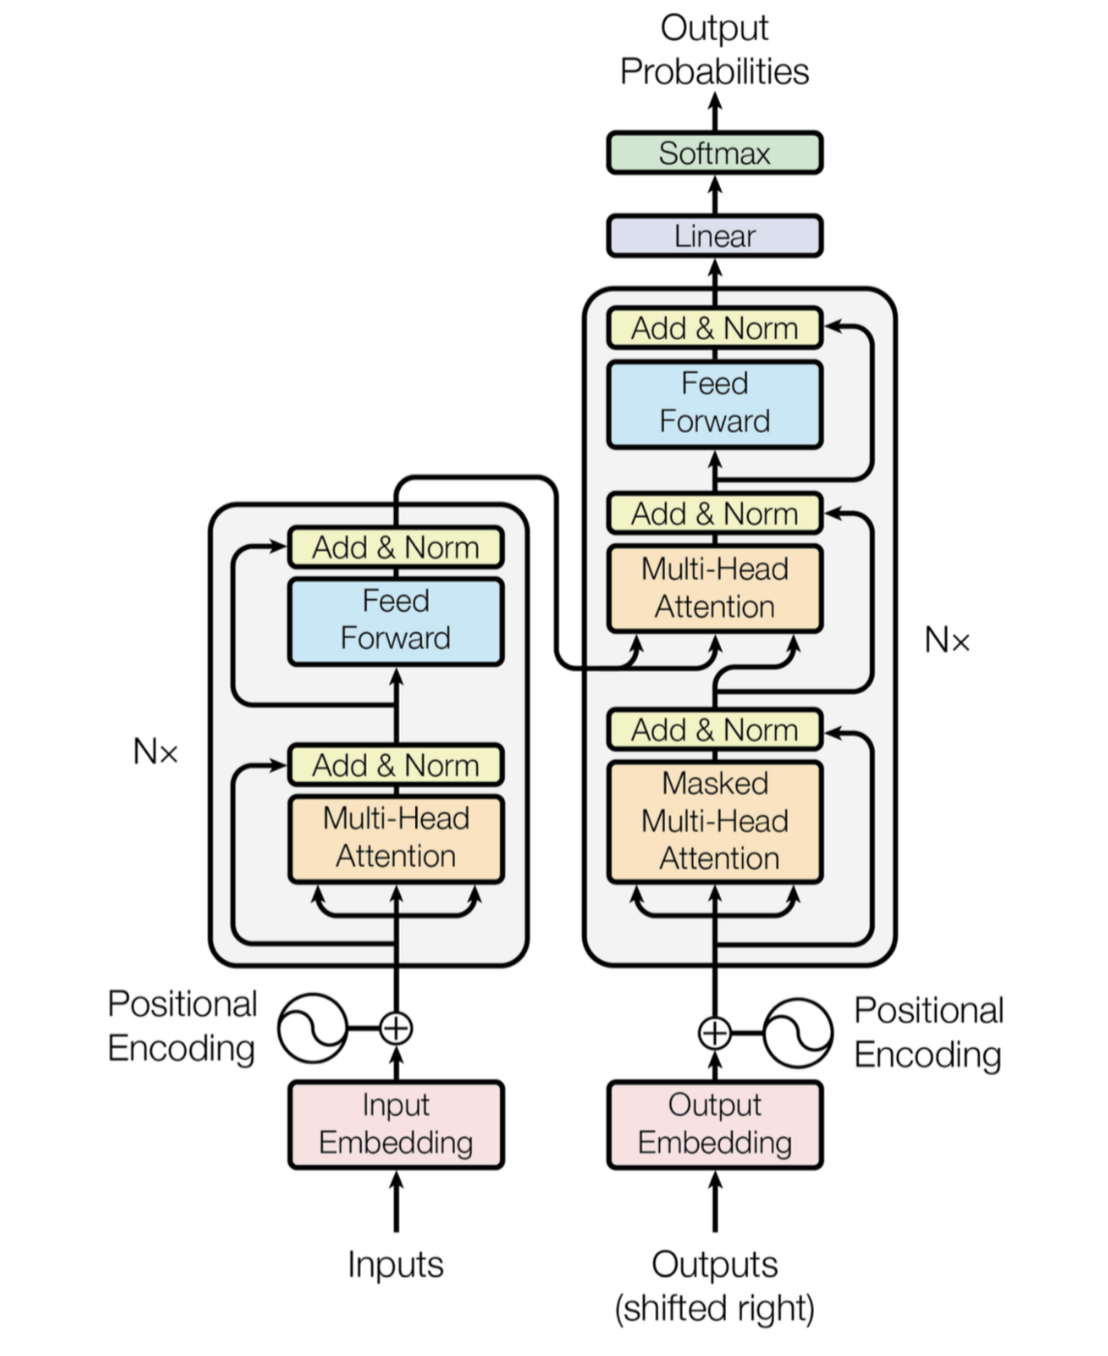 Output
Probabilities
Softmax
Linear
Add & Norm
Feed
Forward
Add & Norm
Multi-Head
Attention
Add & Norm
Masked
Multi-Head
Attention
Nx
Add & Norm
Feed
Forward
Add & Norm
Multi-Head
Attention
Nx
Positional
Encoding
Positional
Encoding
Input
Embedding
Output
Embedding
Inputs
Outputs
(shifted right)